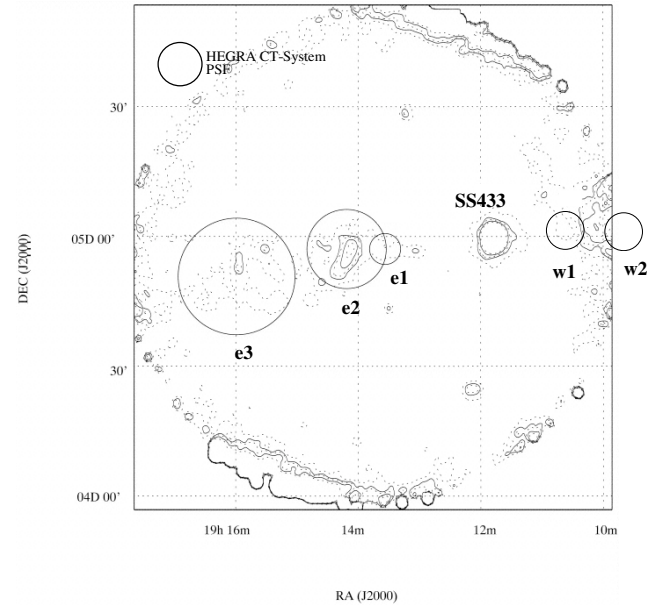 HEGRA CT-System
PSF
30'
SS433
05D 00'
e1
w1
w2
e2
e3
30'
04D 00'
19h 16m
14m
12m
10m
DEC (J2000)
RA (J2000)